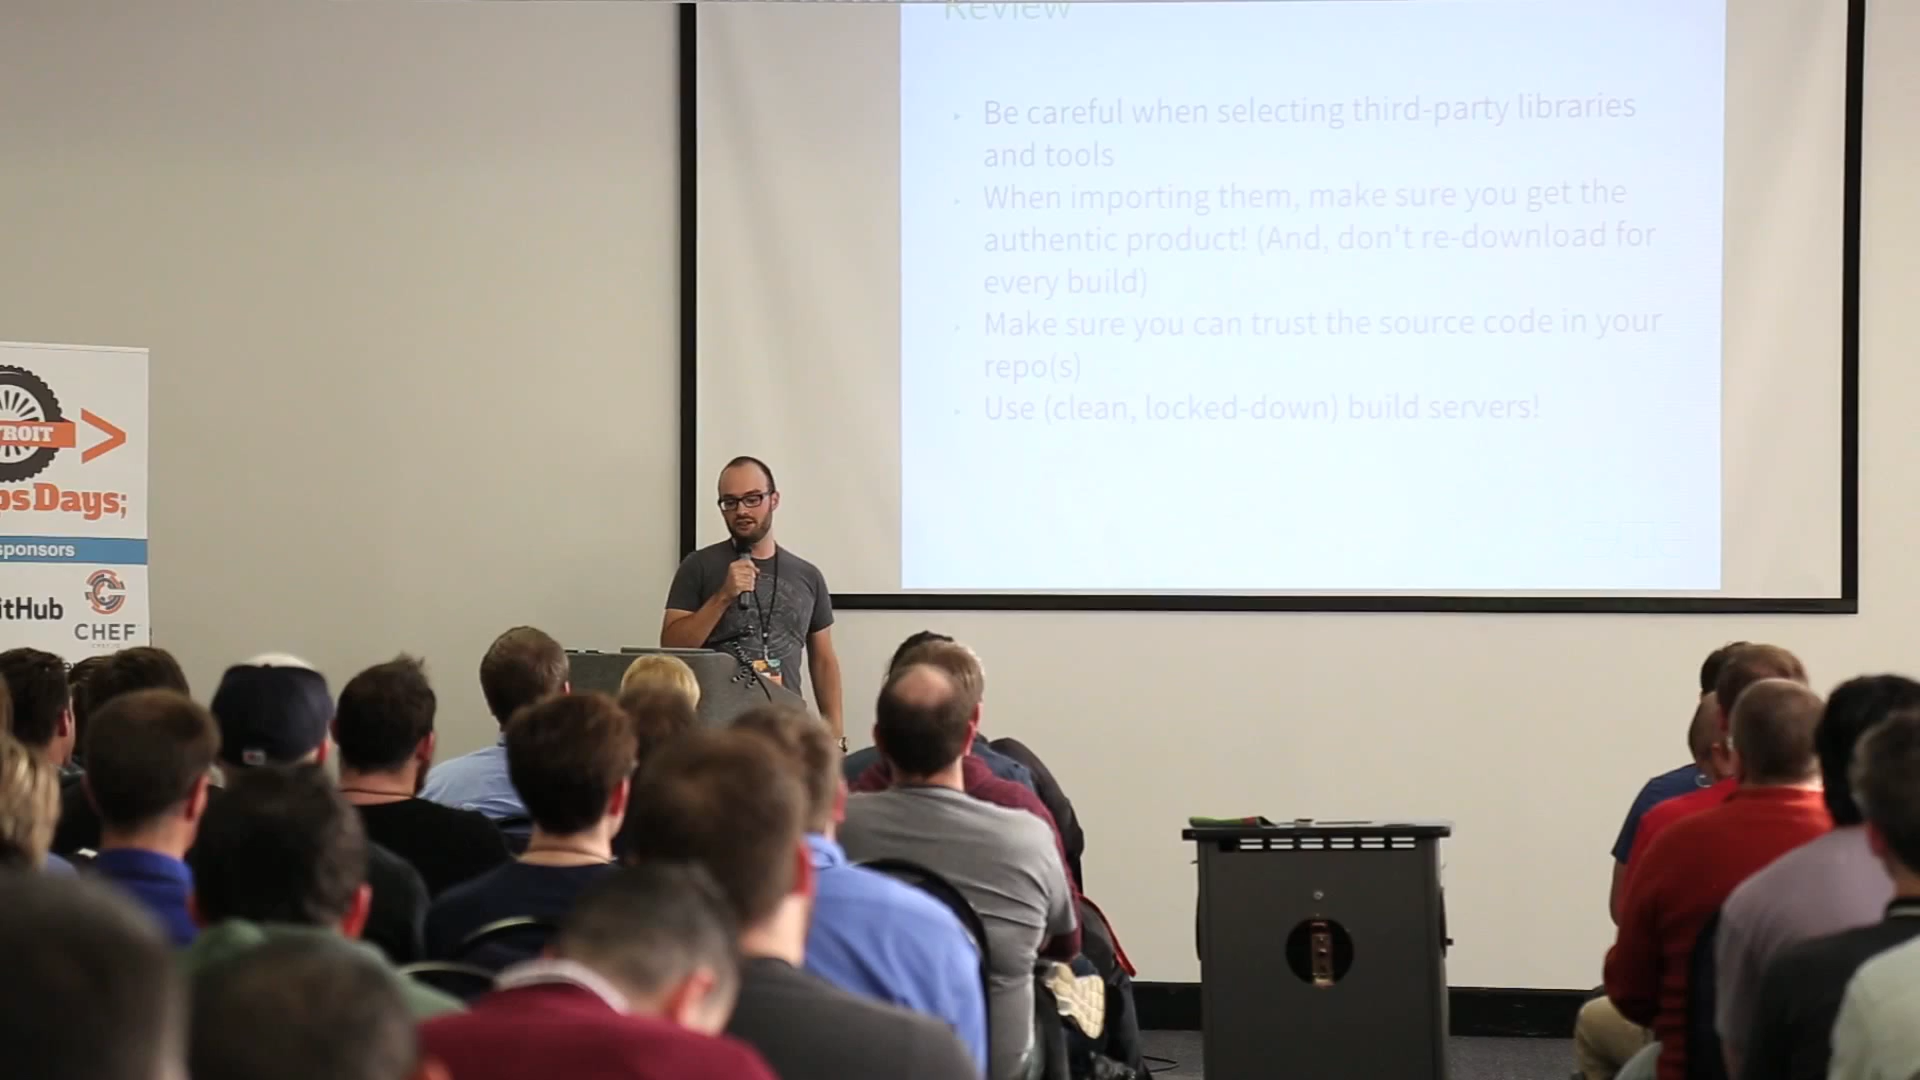 Review
Be careful when selecting third-party libraries
and tools
When importing them, make sure you get the
authentic product! (And, don't re-download for
every build)
Make sure you can trust the source code in your
repo(s)
Use (clean, locked-down) build servers!
TROIT >
psDays;
sponsors
itHub
CHEF